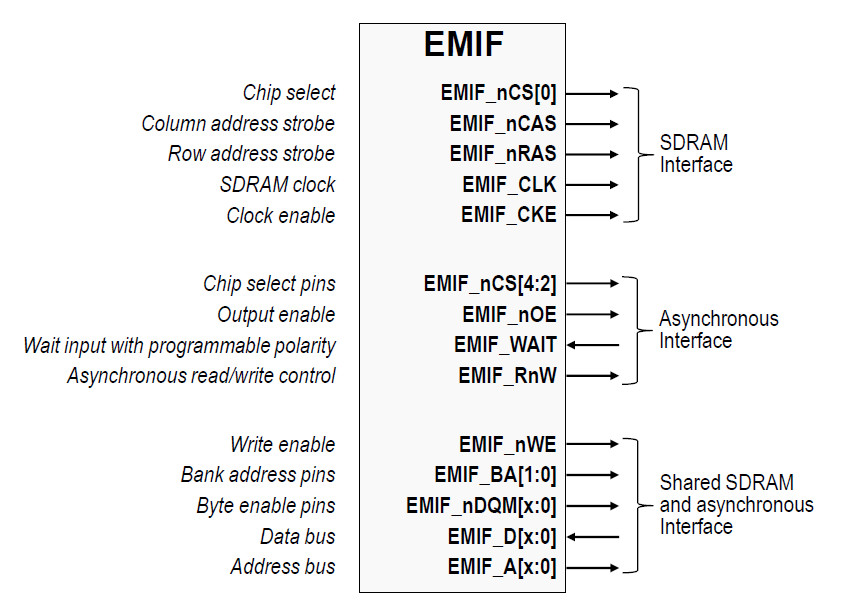 EMIF
Chip select EMIF_nCS[0]
Column address strobe EMIF_nCAS
Row address strobe EMIF_nRAS
SDRAM clock EMIF_CLK
Clock enable EMIF_CKE
SDRAM
Interface
Chip select pins EMIF_nCS[4:2]
Output enable EMIF_nOE
Wait input with programmable polarity EMIF_WAIT
Asynchronous read/write control EMIF_RnW
Asynchronous
Interface
Write enable EMIF_nWE
Bank address pins EMIF_BA[1:0]
Byte enable pins EMIF_nDQM[x:0]
Data bus EMIF_D[x:0]
Address bus EMIF_A[x:0]
Shared SDRAM
and asynchronous
Interface